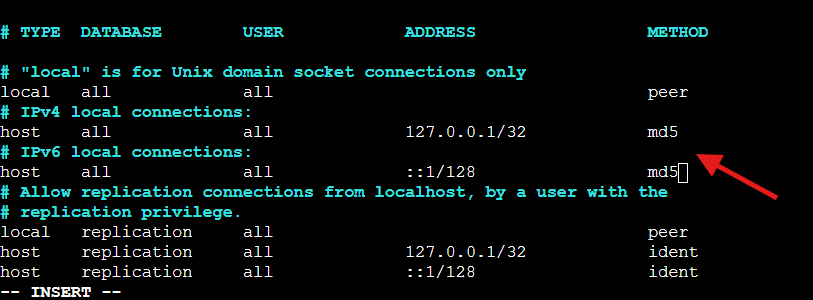 # TYPE  DATABASE        USER            ADDRESS                 METHOD
# "local" is for Unix domain socket connections only
local   all             all                                     peer
# IPv4 local connections:
host    all             all             127.0.0.1/32            md5
# IPv6 local connections:
host    all             all             ::1/128                 md5
# Allow replication connections from localhost, by a user with the
# replication privilege.
local   replication     all                                     peer
host    replication     all             127.0.0.1/32            ident
host    replication     all             ::1/128                 ident
-- INSERT --